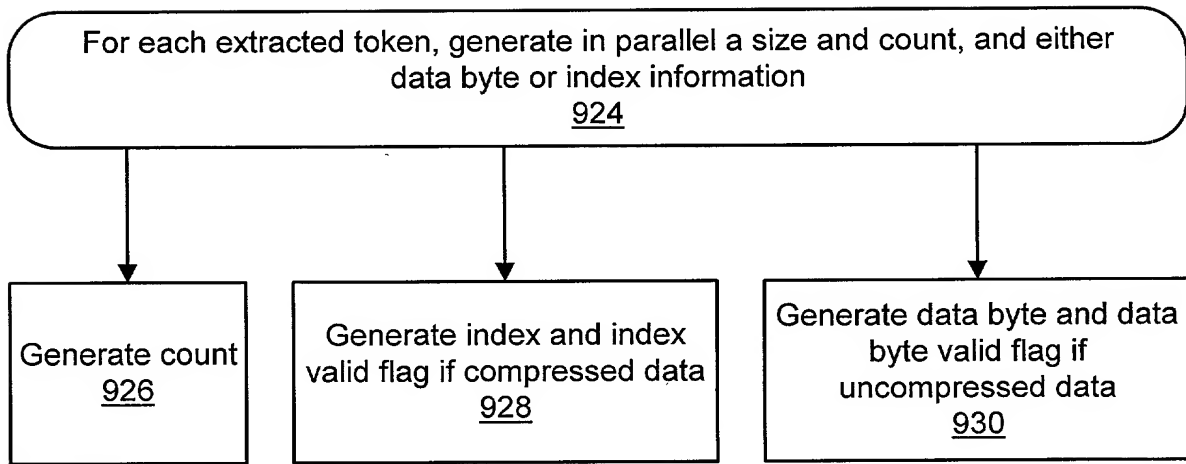 For each extracted token, generate in parallel a size and count, and either
data byte or index information
924
Generate count
926
Generate index and index
valid flag if compressed data
928
Generate data byte and data
byte valid flag if
uncompressed data
930